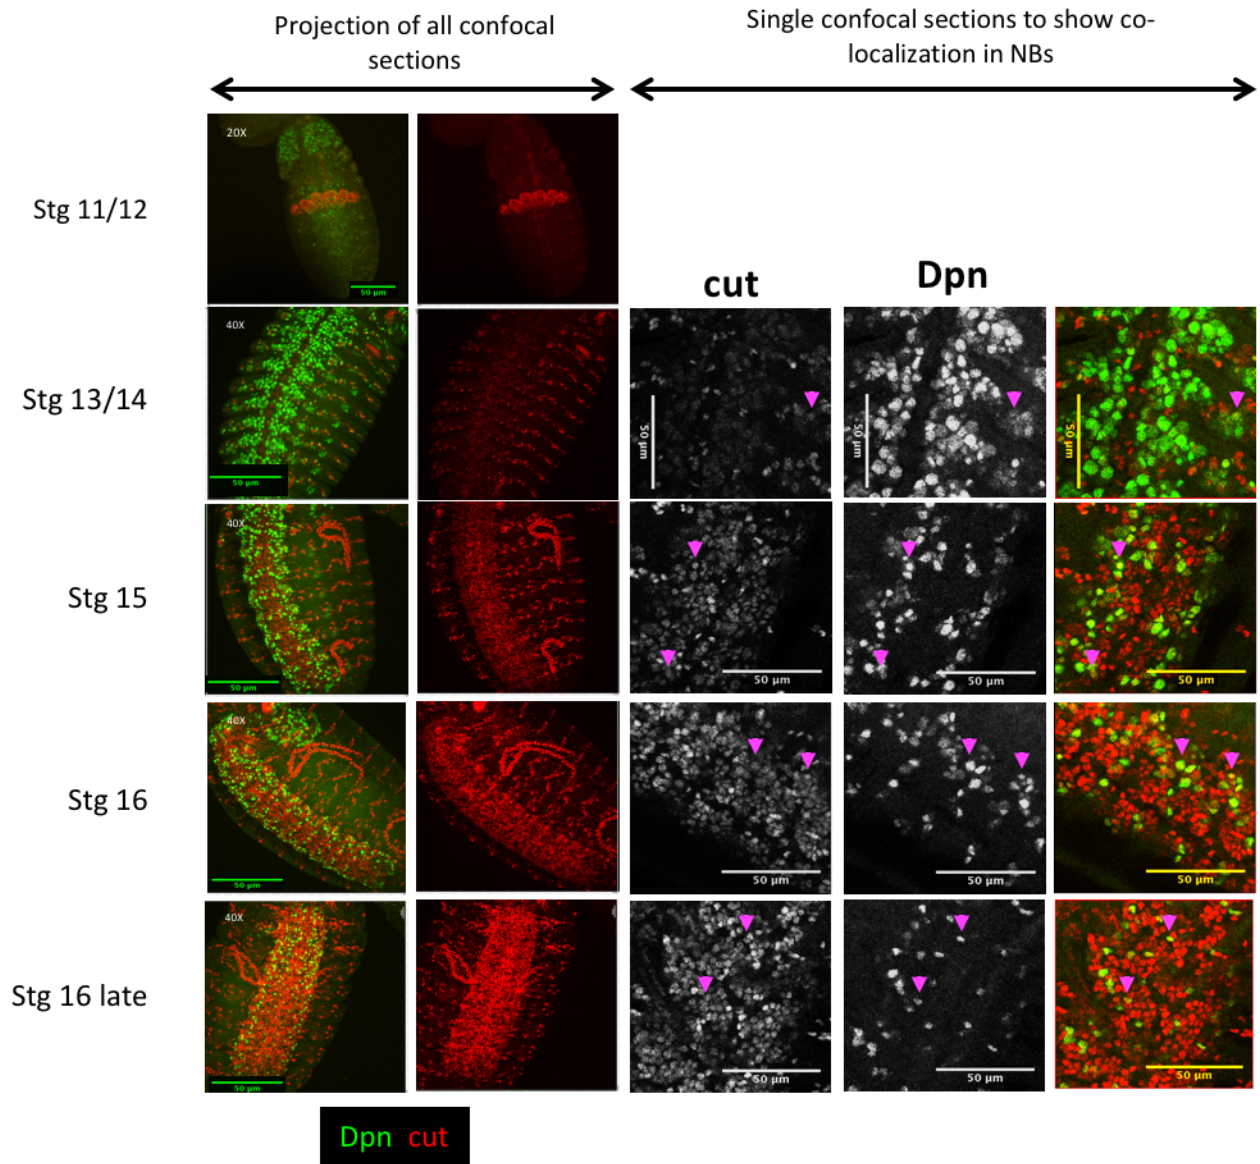 Projection of all confocal
sections
Single confocal sections to show co-
localization in NBs
Stg 11/12
20X
50 µm
cut
Dpn
Stg 13/14
40X
50 µm
50 µm
50 µm
50 µm
Stg 15
40X
50 µm
50 µm
50 µm
50 µm
Stg 16
40X
50 µm
50 µm
50 µm
50 µm
Stg 16 late
40X
50 µm
50 µm
50 µm
50 µm
Dpn cut